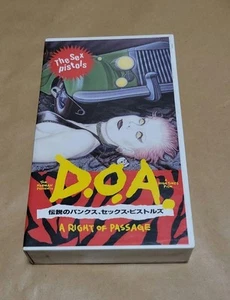 The Sex
Pistols
D.O.A.
伝説のパンクス、セックス・ピストルズ
A RIGHT OF PASSAGE